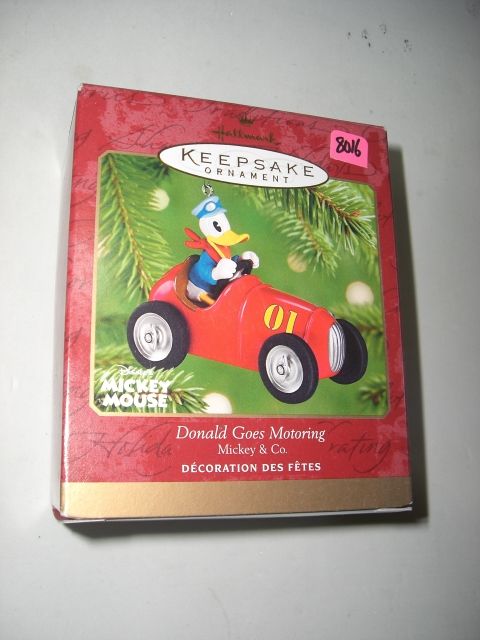 Hallmark
8016
KEEPSAKE
ORNAMENT
01
Disney's
MICKEY
MOUSE
Donald Goes Motoring
Mickey & Co.
DÉCORATION DES FÊTES